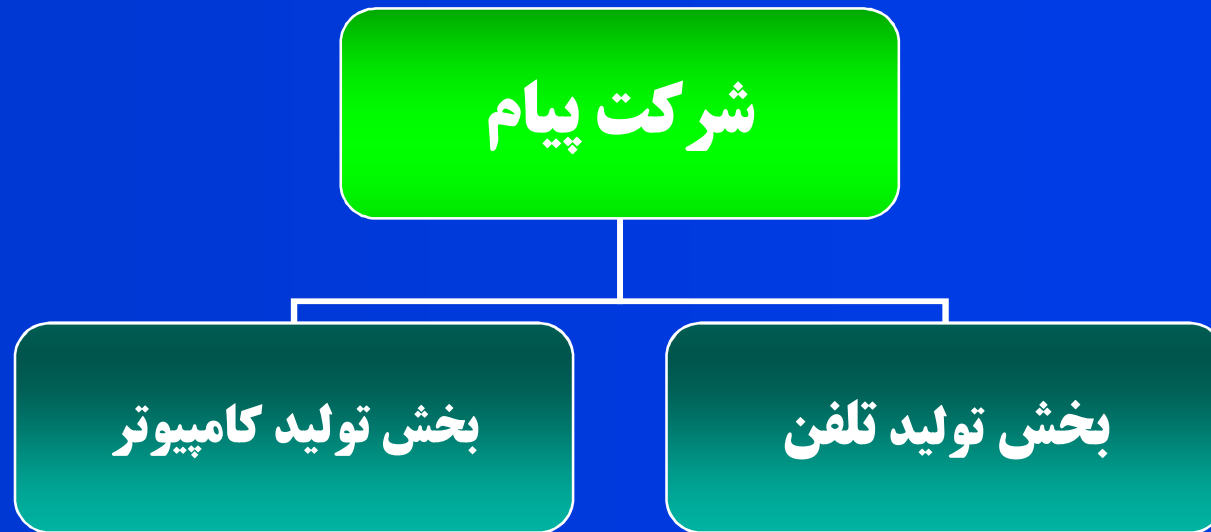 شرکت پیام
بخش تولید تلفن
بخش تولید کامپیوتر